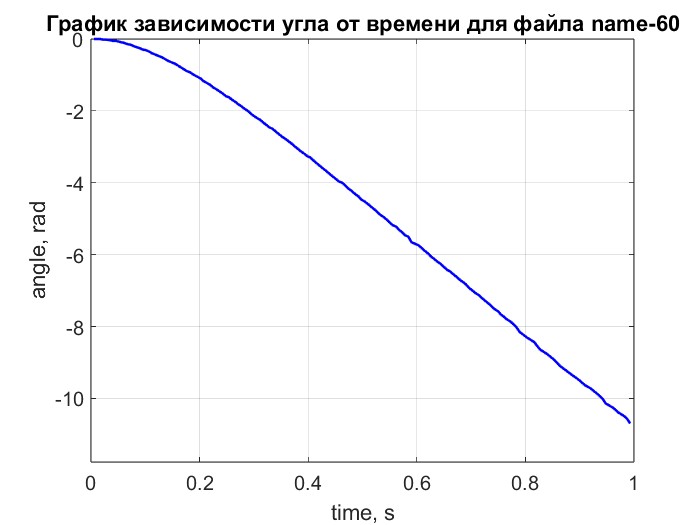 График зависимости угла от времени для файла name-60
0
-2
-4
-6
-8
-10
angle, rad
0 0.2 0.4 0.6 0.8 1
time, s